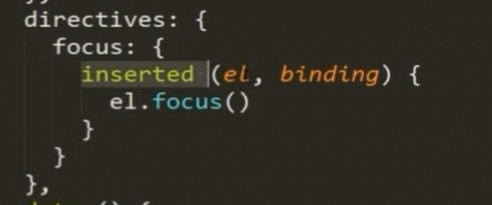 directives: {
focus: {
inserted (el, binding) {
el.focus()
}
}
},